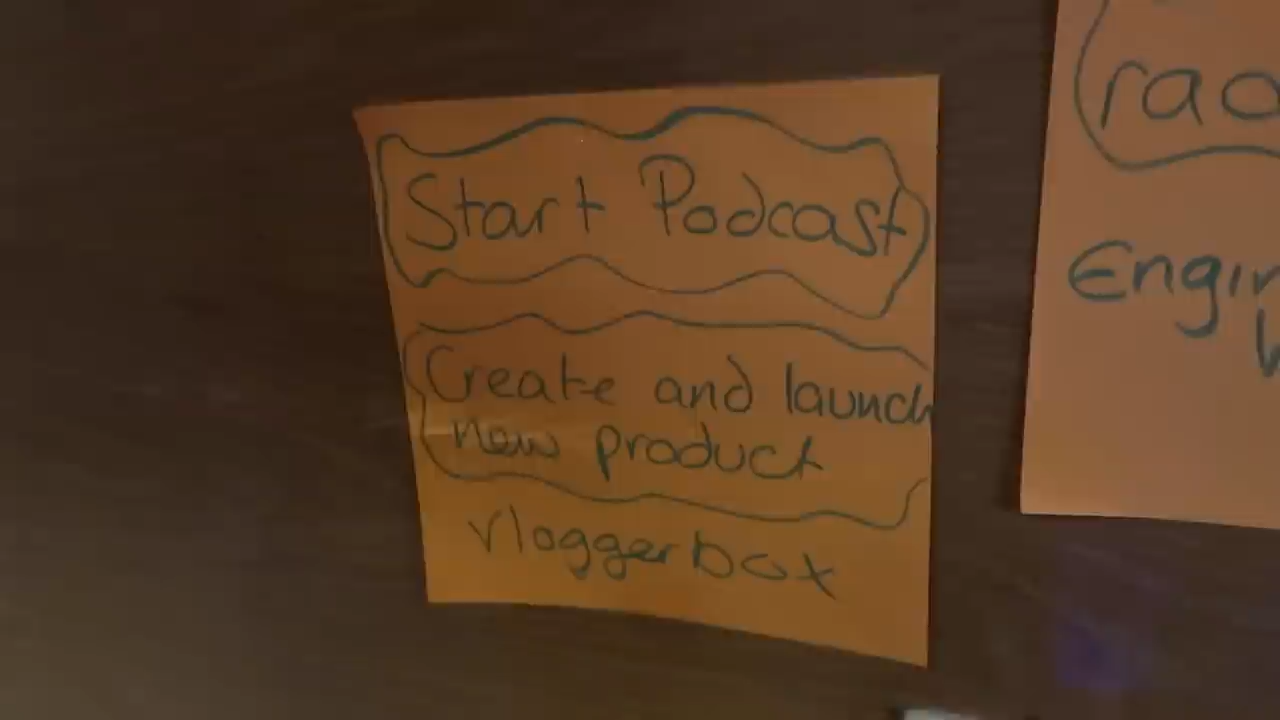 Start Podcast
Create and launch
new product
vloggerbox